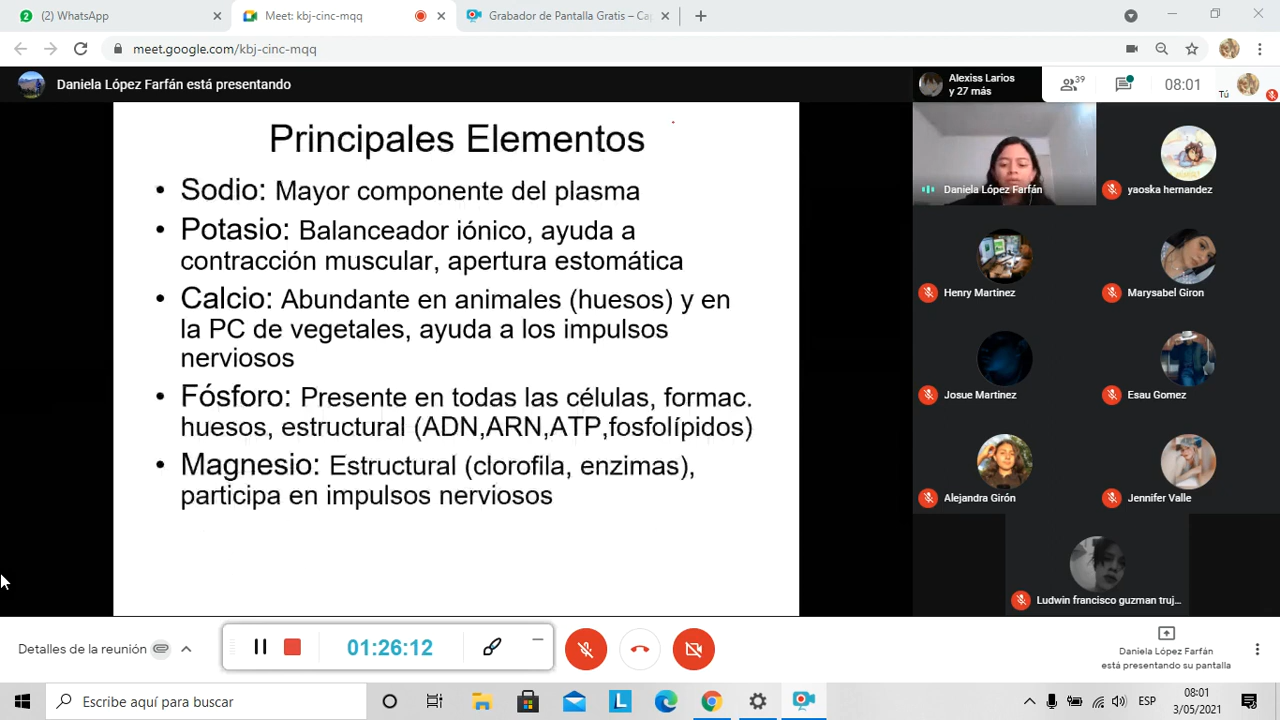 (2) WhatsApp
Meet: kbj-cinc-mqq
Grabador de Pantalla Gratis – Ca
meet.google.com/kbj-cinc-mqq
Daniela López Farfán está presentando
Alexiss Larios
y 27 más
39
08:01
Tú
Principales Elementos
• Sodio: Mayor componente del plasma
• Potasio: Balanceador iónico, ayuda a
contracción muscular, apertura estomática
• Calcio: Abundante en animales (huesos) y en
la PC de vegetales, ayuda a los impulsos
nerviosos
• Fósforo: Presente en todas las células, formac.
huesos, estructural (ADN,ARN,ATP,fosfolípidos)
• Magnesio: Estructural (clorofila, enzimas),
participa en impulsos nerviosos
Daniela López Farfán
yaoska hernandez
Henry Martinez
Marysabel Giron
Josue Martinez
Esau Gomez
Alejandra Girón
Jennifer Valle
Ludwin francisco guzman truj...
Detalles de la reunión
01:26:12
Daniela López Farfán
está presentando su pantalla
Escribe aquí para buscar
L
ESP
08:01
3/05/2021